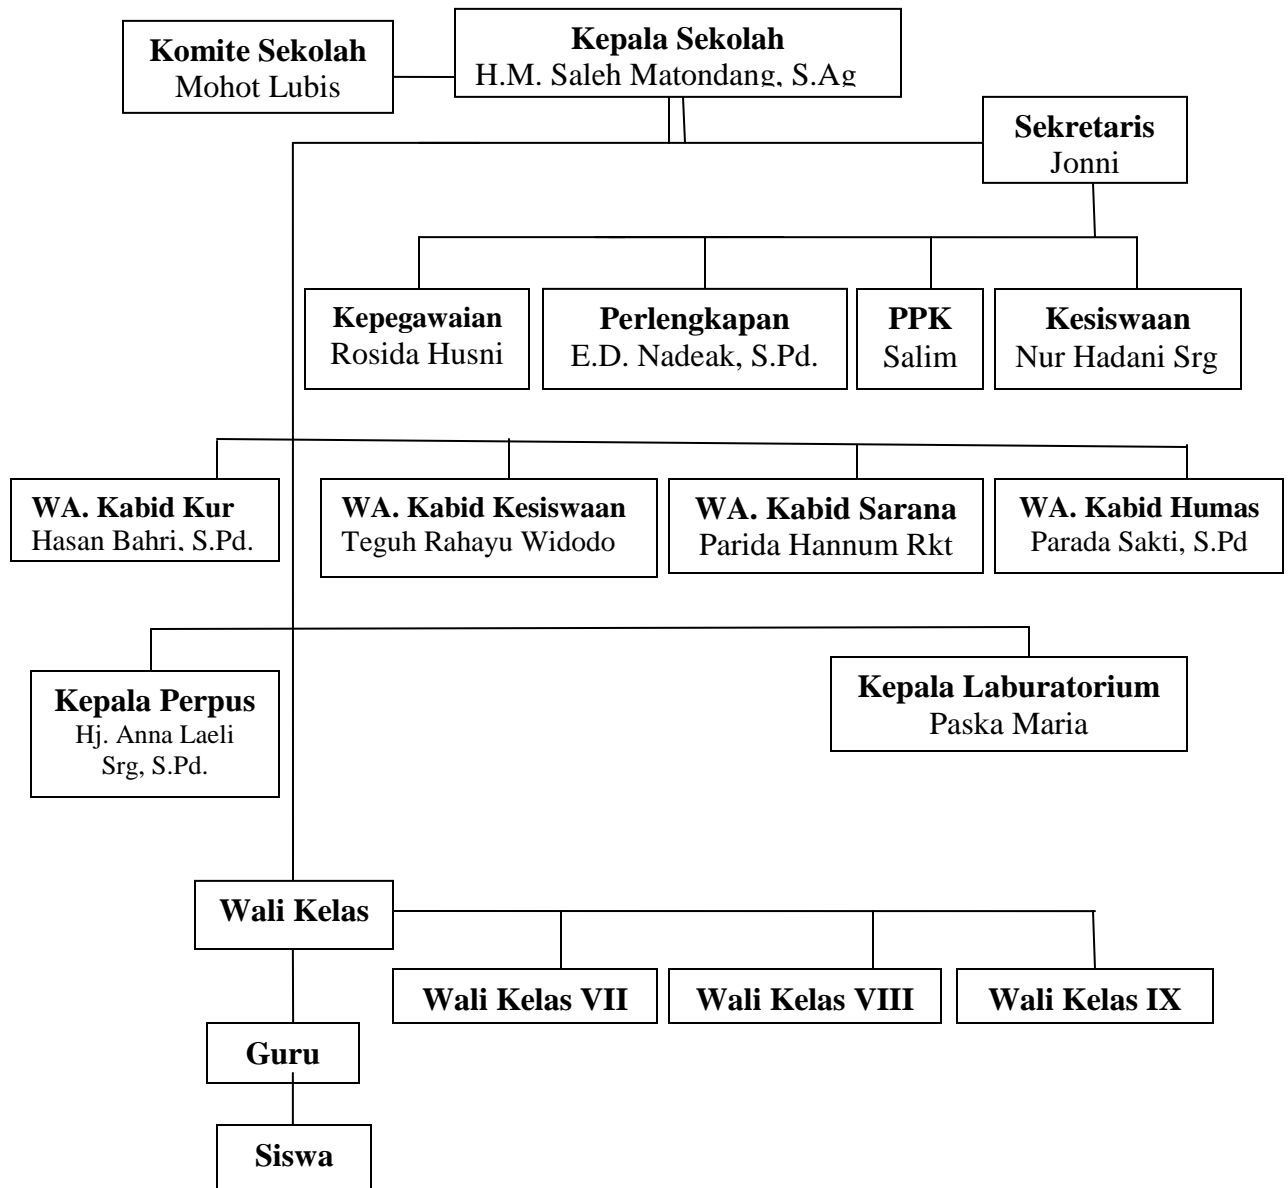 Komite Sekolah
Mohot Lubis
Kepala Sekolah
H.M. Saleh Matondang, S.Ag
Sekretaris
Jonni
Kepegawaian
Rosida Husni
Perlengkapan
E.D. Nadeak, S.Pd.
PPK
Salim
Kesiswaan
Nur Hadani Srg
WA. Kabid Kur
Hasan Bahri, S.Pd.
WA. Kabid Kesiswaan
Teguh Rahayu Widodo
WA. Kabid Sarana
Parida Hannum Rkt
WA. Kabid Humas
Parada Sakti, S.Pd
Kepala Perpus
Hj. Anna Laeli
Srg, S.Pd.
Kepala Laburatorium
Paska Maria
Wali Kelas
Wali Kelas VII
Wali Kelas VIII
Wali Kelas IX
Guru
Siswa